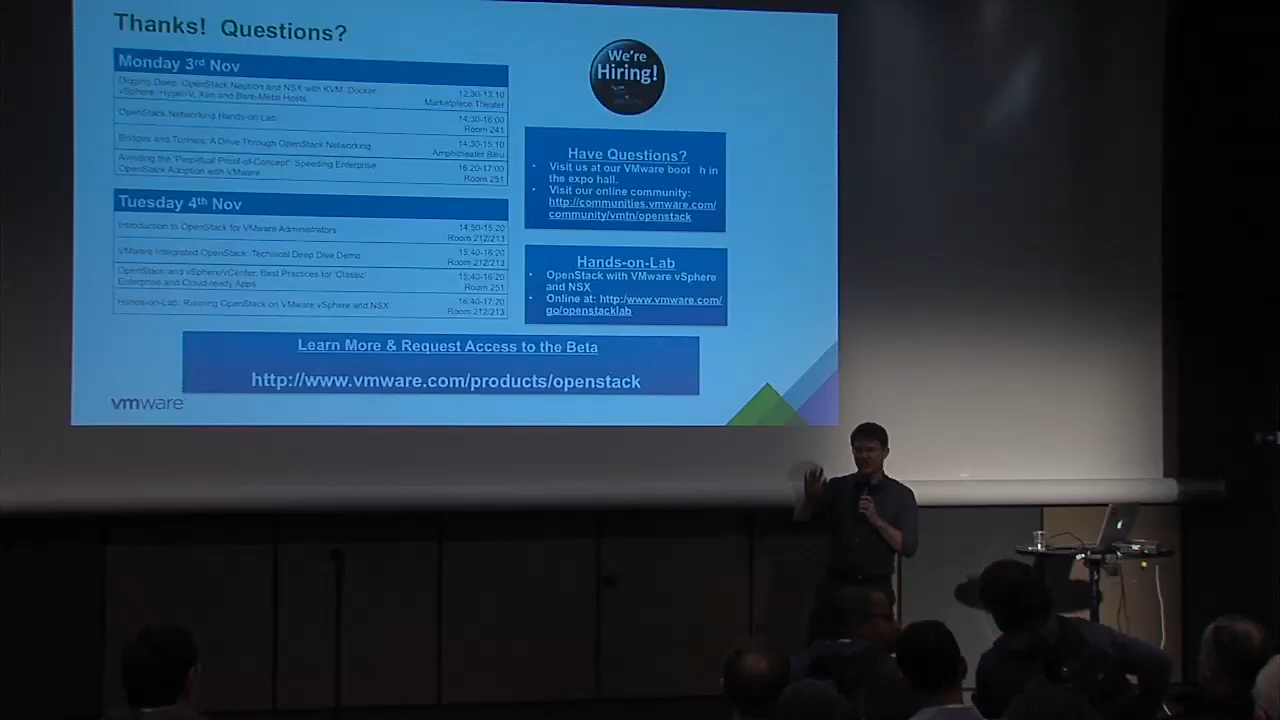 Thanks! Questions?
Monday 3rd Nov
Digging Deep: OpenStack Neutron and NSX with KVM, Docker
vSphere, Hyper-V, Xen and Bare-Metal Hosts
12:30-13:10
Marketplace Theater
OpenStack Networking Hands-on Lab
14:30-16:00
Room 241
Bridges and Tunnels: A Drive Through OpenStack Networking
14:30-15:10
Amphitheater Bleu
Avoiding the 'Perpetual Proof-of-Concept': Speeding Enterprise
OpenStack Adoption with VMware
16:20-17:00
Room 251
Tuesday 4th Nov
Introduction to OpenStack for VMware Administrators
14:50-15:20
Room 212/213
VMware Integrated OpenStack: Technical Deep Dive Demo
15:40-16:20
Room 212/213
OpenStack and vSphere/vCenter: Best Practices for 'Classic'
Enterprise and Cloud-ready Apps
15:40-16:20
Room 251
Hands-on-Lab: Running OpenStack on VMware vSphere and NSX
16:40-17:20
Room 212/213
We're
Hiring!
Have Questions?
• Visit us at our VMware boot h in
the expo hall.
• Visit our online community:
http://communities.vmware.com/
community/vmtn/openstack
Hands-on-Lab
• OpenStack with VMware vSphere
and NSX
• Online at: http:/www.vmware.com/
go/openstacklab
Learn More & Request Access to the Beta
http://www.vmware.com/products/openstack
vmware